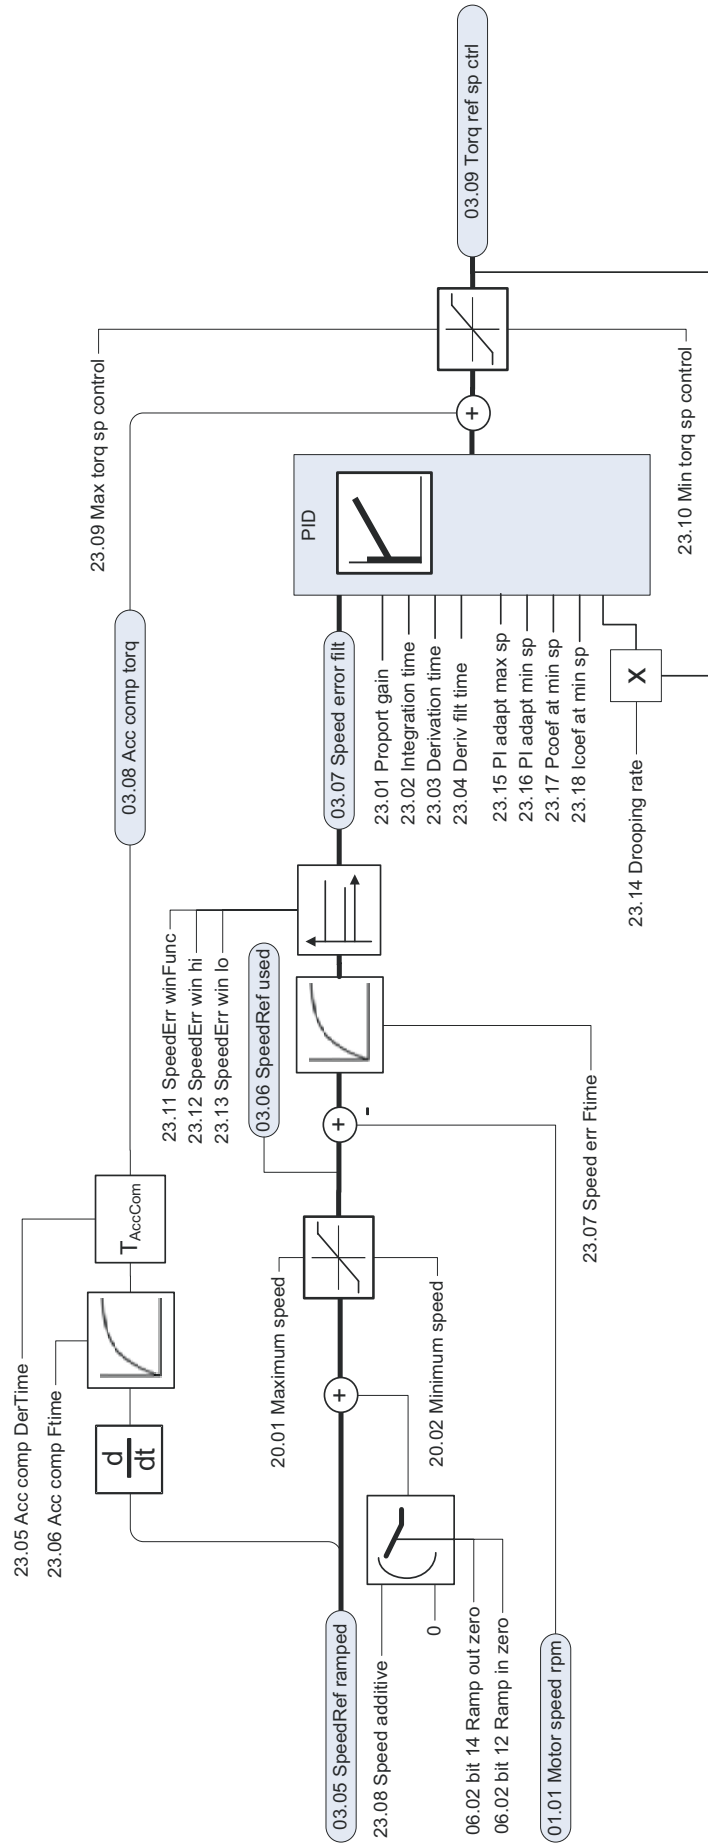 23.05 Acc comp DerTime
23.06 Acc comp Ftime
d
dt
TAccCom
03.08 Acc comp torq
23.09 Max torq sp control
23.11 SpeedErr winFunc
23.12 SpeedErr win hi
23.13 SpeedErr win lo
03.06 SpeedRef used
20.01 Maximum speed
03.05 SpeedRef ramped
+
+
-
03.07 Speed error filt
PID
+
03.09 Torq ref sp ctrl
23.08 Speed additive
0
06.02 bit 14 Ramp out zero
06.02 bit 12 Ramp in zero
20.02 Minimum speed
01.01 Motor speed rpm
23.07 Speed err Ftime
23.01 Proport gain
23.02 Integration time
23.03 Derivation time
23.04 Deriv filt time
23.15 PI adapt max sp
23.16 PI adapt min sp
23.17 Pcoef at min sp
23.18 Icoef at min sp
23.14 Drooping rate
X
23.10 Min torq sp control